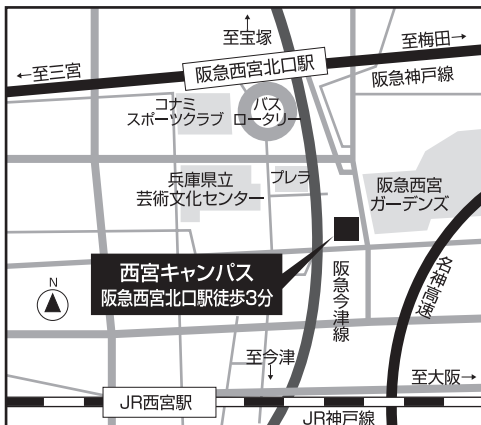 至宝塚
至梅田→
阪急西宮北口駅
←至三宮
阪急神戸線
コナミ
スポーツクラブ
バス
ロータリー
兵庫県立
芸術文化センター
プレラ
阪急西宮
ガーデンズ
西宮キャンパス
阪急西宮北口駅徒歩3分
阪急今津線
名神高速
N
至今津
至大阪→
JR西宮駅
JR神戸線